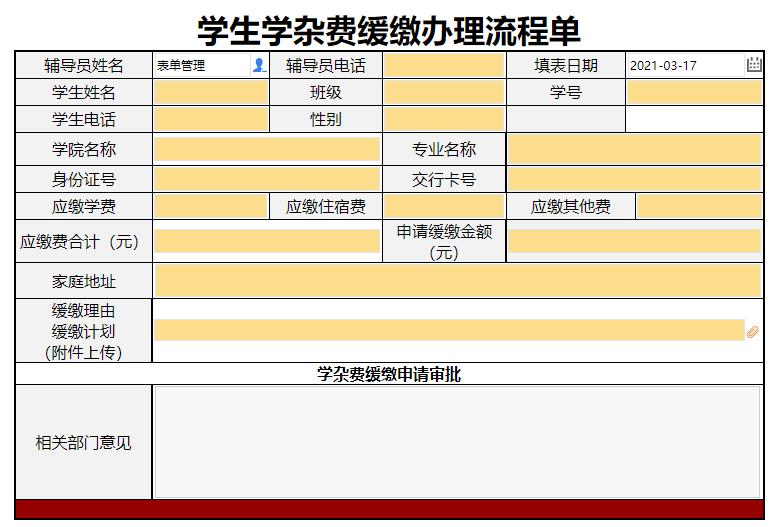 学生学杂费缓缴办理流程单
辅导员姓名 表单管理 辅导员电话 填表日期 2021-03-17
学生姓名 班级 学号
学生电话 性别
学院名称 专业名称
身份证号 交行卡号
应缴学费 应缴住宿费 应缴其他费
应缴费合计（元） 申请缓缴金额
（元）
家庭地址
缓缴理由
缓缴计划
（附件上传）
学杂费缓缴申请审批
相关部门意见